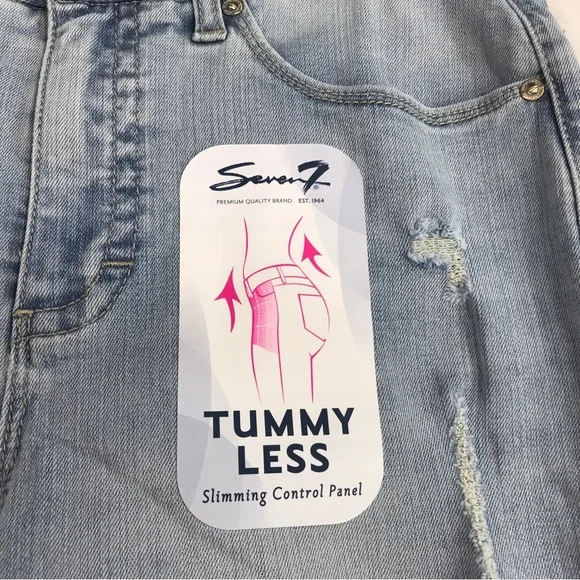 Seven7®
PREMIUM QUALITY BRAND EST. 1964
TUMMY
LESS
Slimming Control Panel